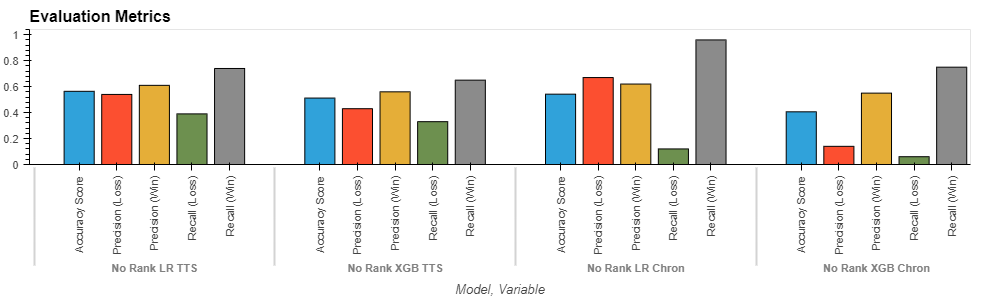 Evaluation Metrics
1
0.8
0.6
0.4
0.2
0
Accuracy Score
Precision (Loss)
Precision (Win)
Recall (Loss)
Recall (Win)
Accuracy Score
Precision (Loss)
Precision (Win)
Recall (Loss)
Recall (Win)
Accuracy Score
Precision (Loss)
Precision (Win)
Recall (Loss)
Recall (Win)
Accuracy Score
Precision (Loss)
Precision (Win)
Recall (Loss)
Recall (Win)
No Rank LR TTS
No Rank XGB TTS
No Rank LR Chron
No Rank XGB Chron
Model, Variable